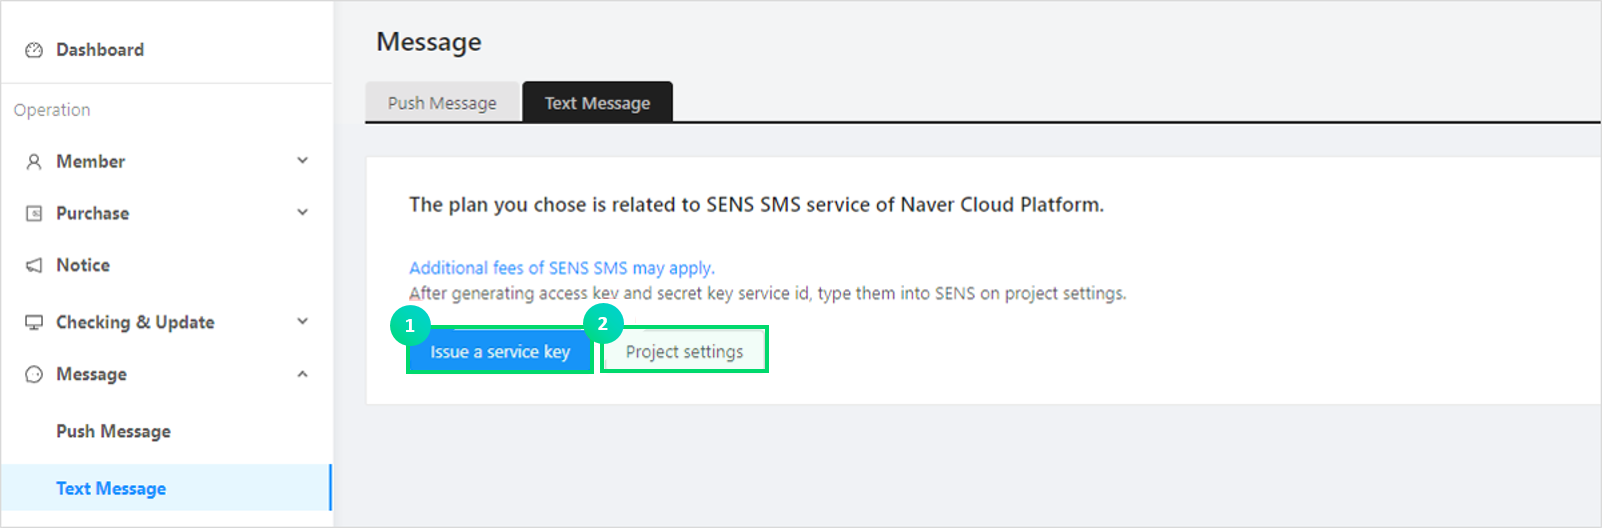 Dashboard
Operation
Member
Purchase
Notice
Checking & Update
Message
Push Message
Text Message
Message
Push Message
Text Message
The plan you chose is related to SENS SMS service of Naver Cloud Platform.
Additional fees of SENS SMS may apply.
After generating access key and secret key service id, type them into SENS on project settings.
1
Issue a service key
2
Project settings